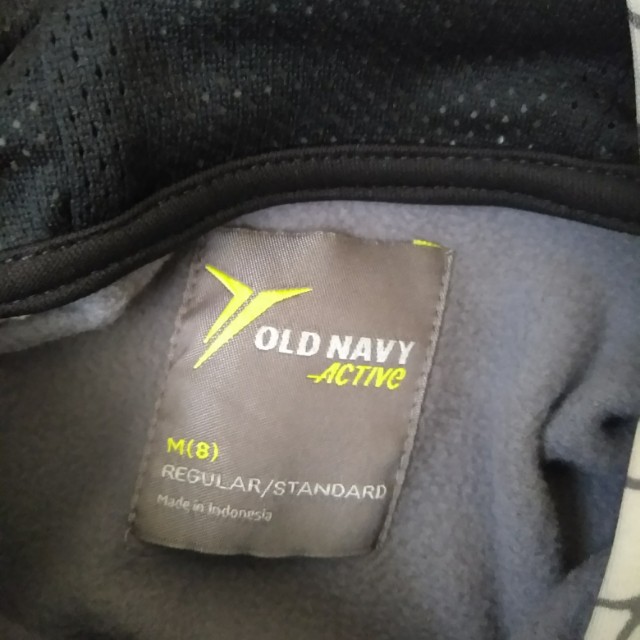 OLD NAVY
ACTIVE
M(8)
REGULAR/STANDARD
Made in Indonesia